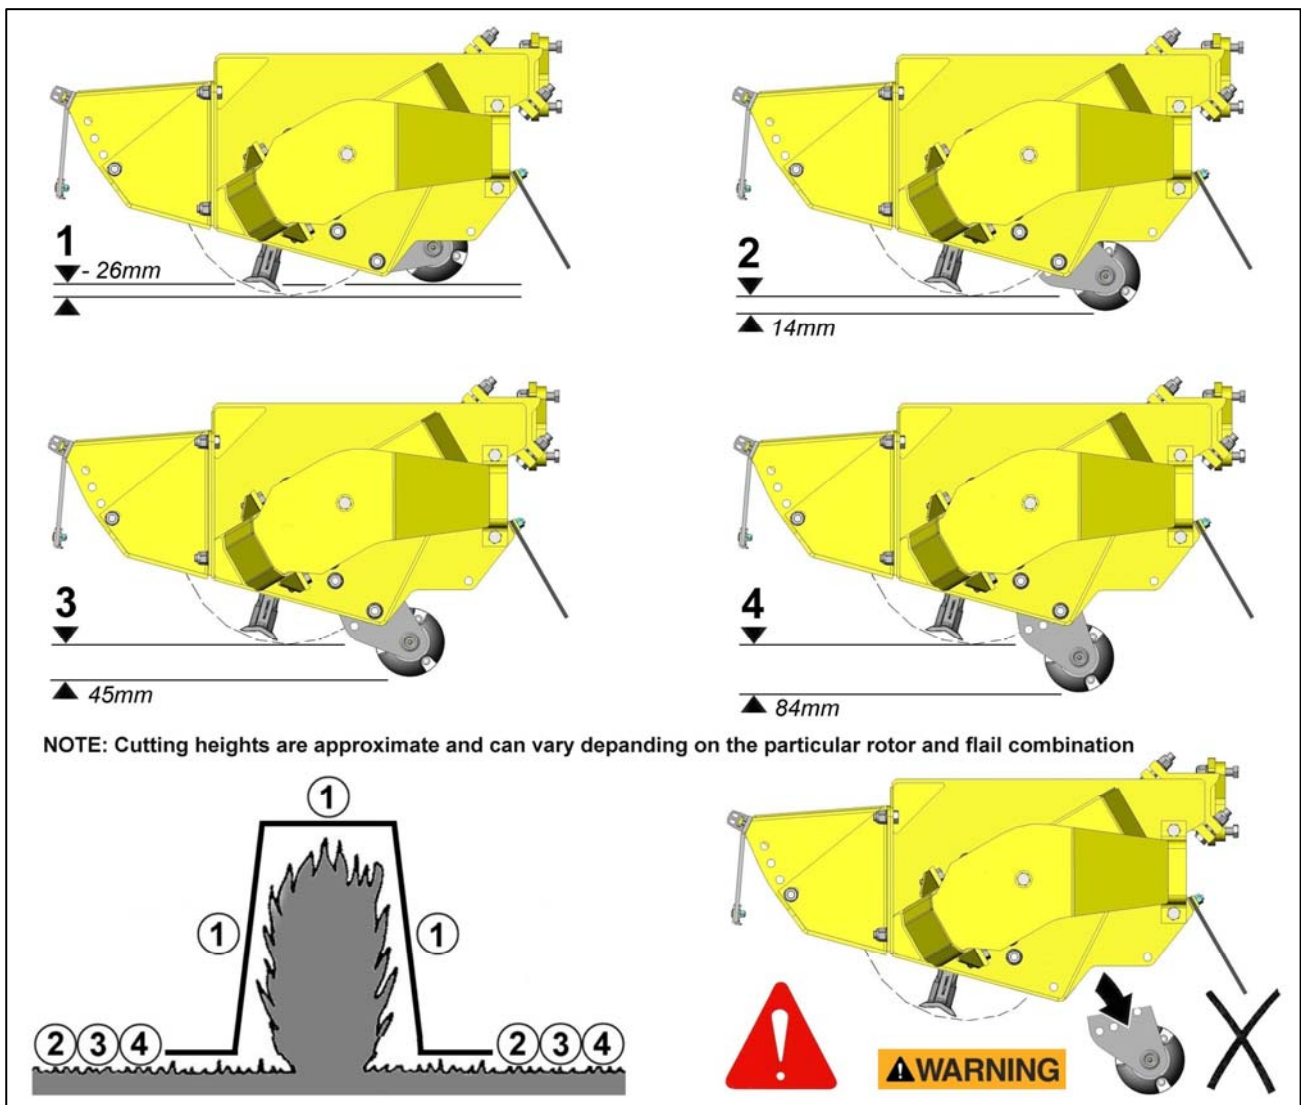 1
- 26mm
2
14mm
3
45mm
4
84mm
NOTE: Cutting heights are approximate and can vary depanding on the particular rotor and flail combination
1
1 1
2 3 4 2 3 4
WARNING